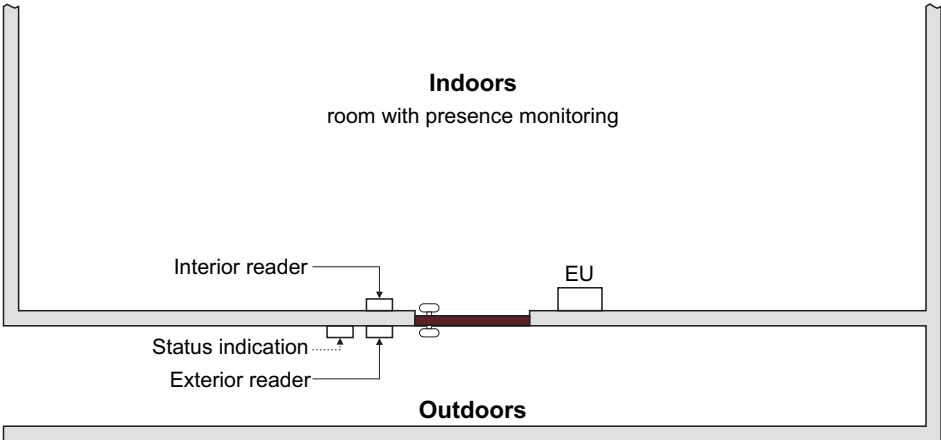 Indoors
room with presence monitoring
Interior reader
EU
Status indication
Exterior reader
Outdoors